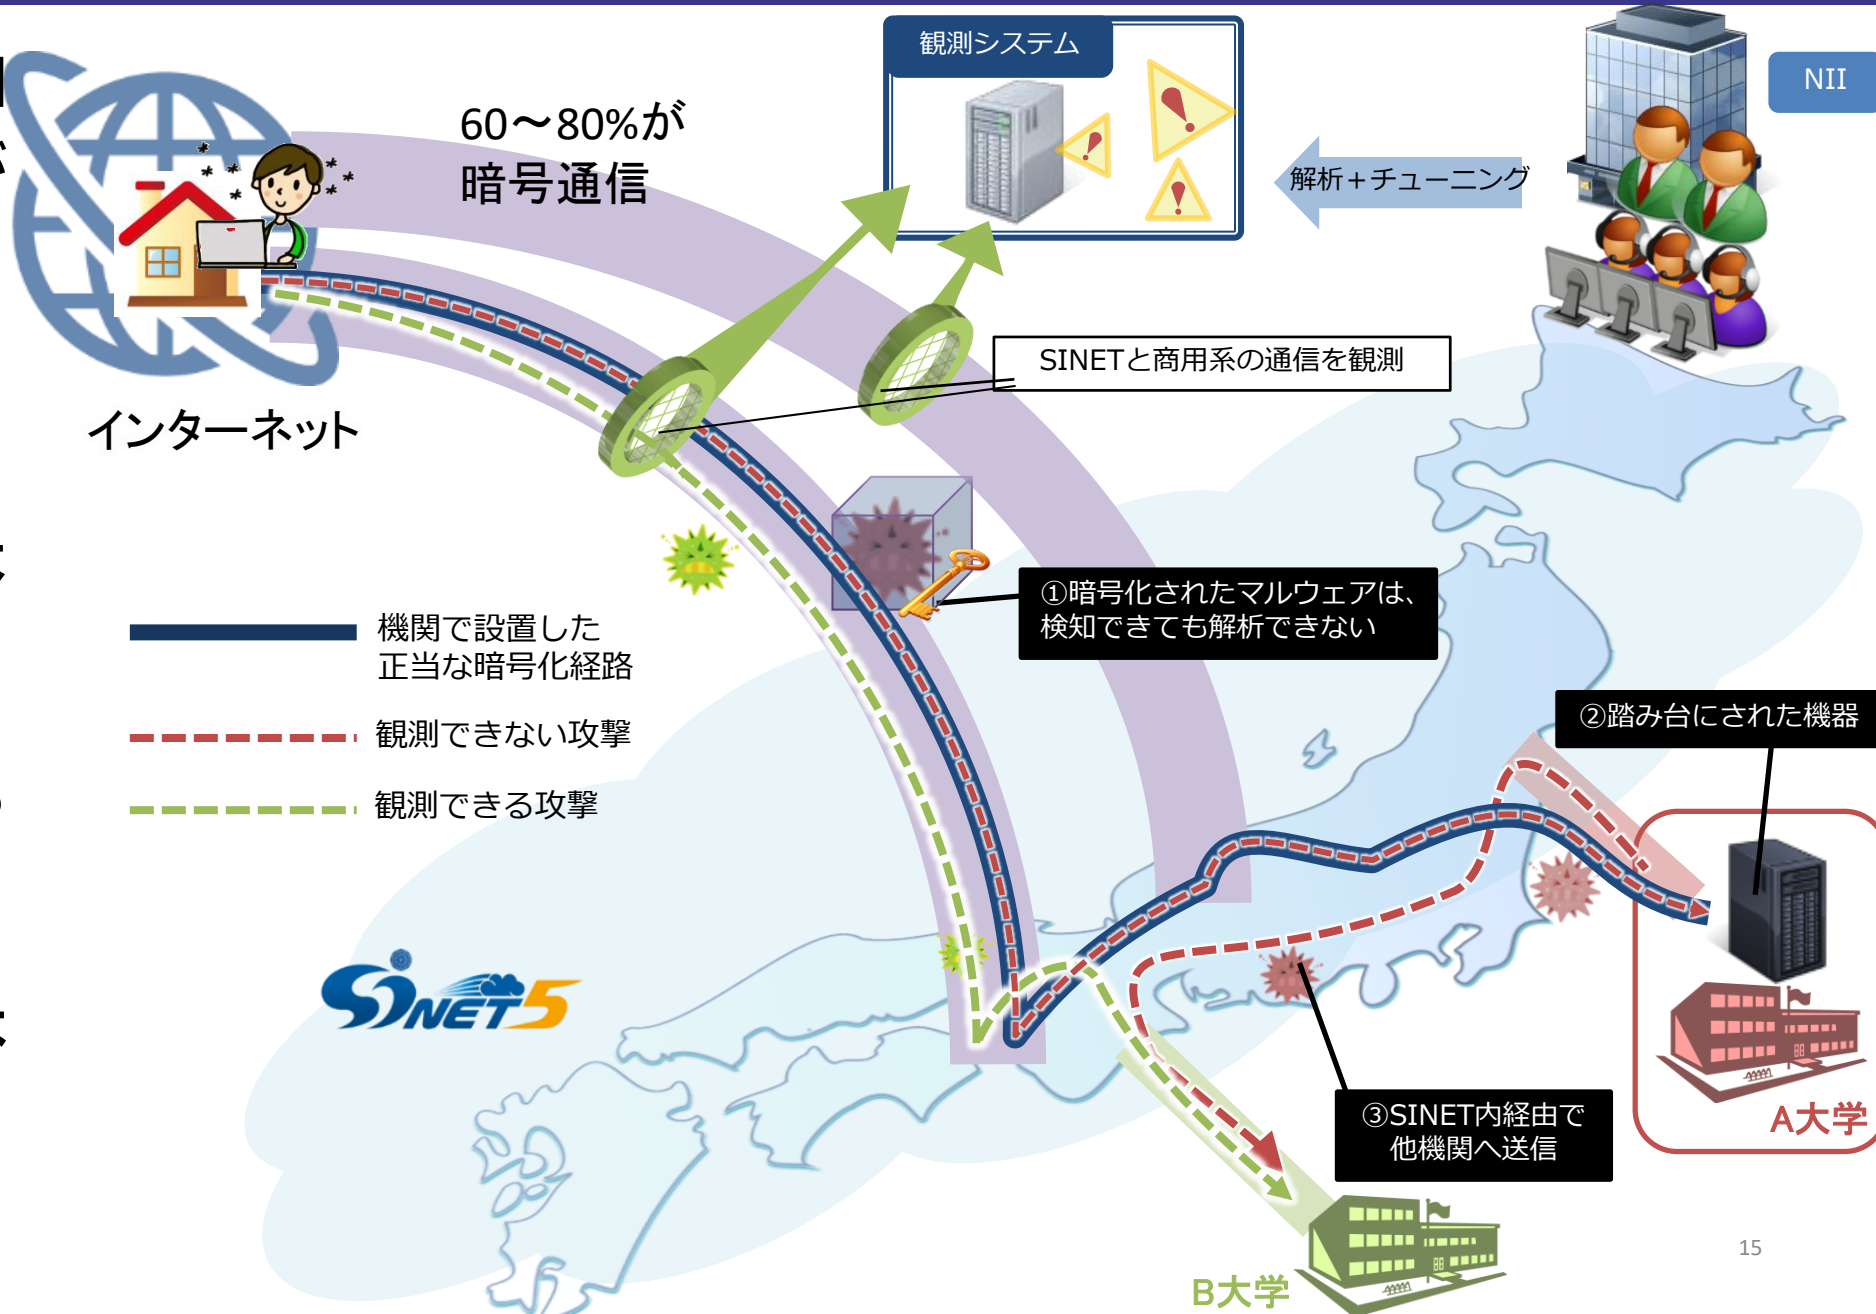 観測システム
NII
60～80%が
暗号通信
解析＋チューニング
SINETと商用系の通信を観測
インターネット
①暗号化されたマルウェアは、
検知できても解析できない
機関で設置した
正当な暗号化経路
②踏み台にされた機器
観測できない攻撃
観測できる攻撃
SINET5
③SINET内経由で
他機関へ送信
A大学
B大学
15